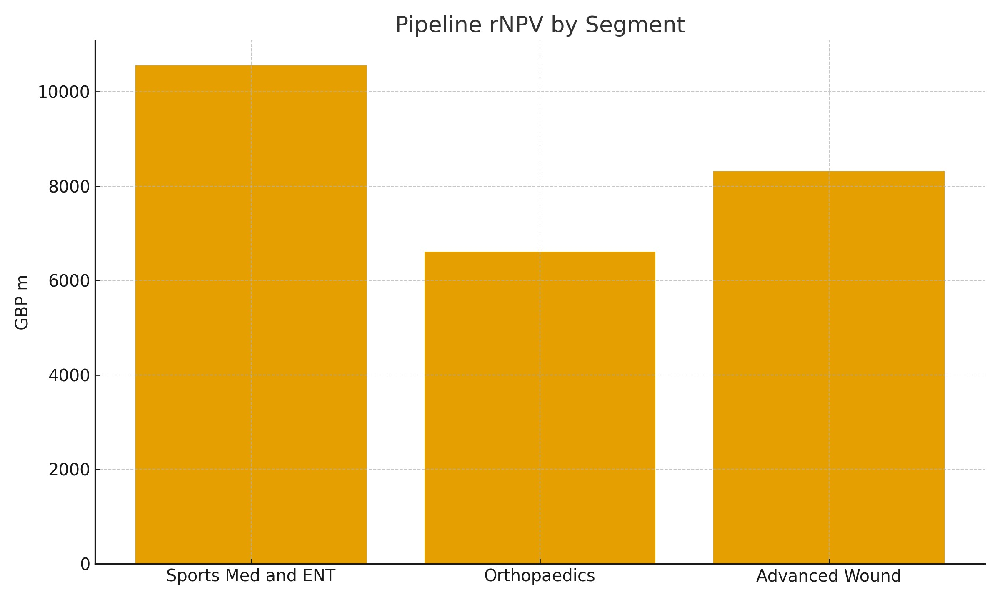 Pipeline rNPV by Segment
10000
8000
6000
4000
2000
0
GBP m
Sports Med and ENT
Orthopaedics
Advanced Wound